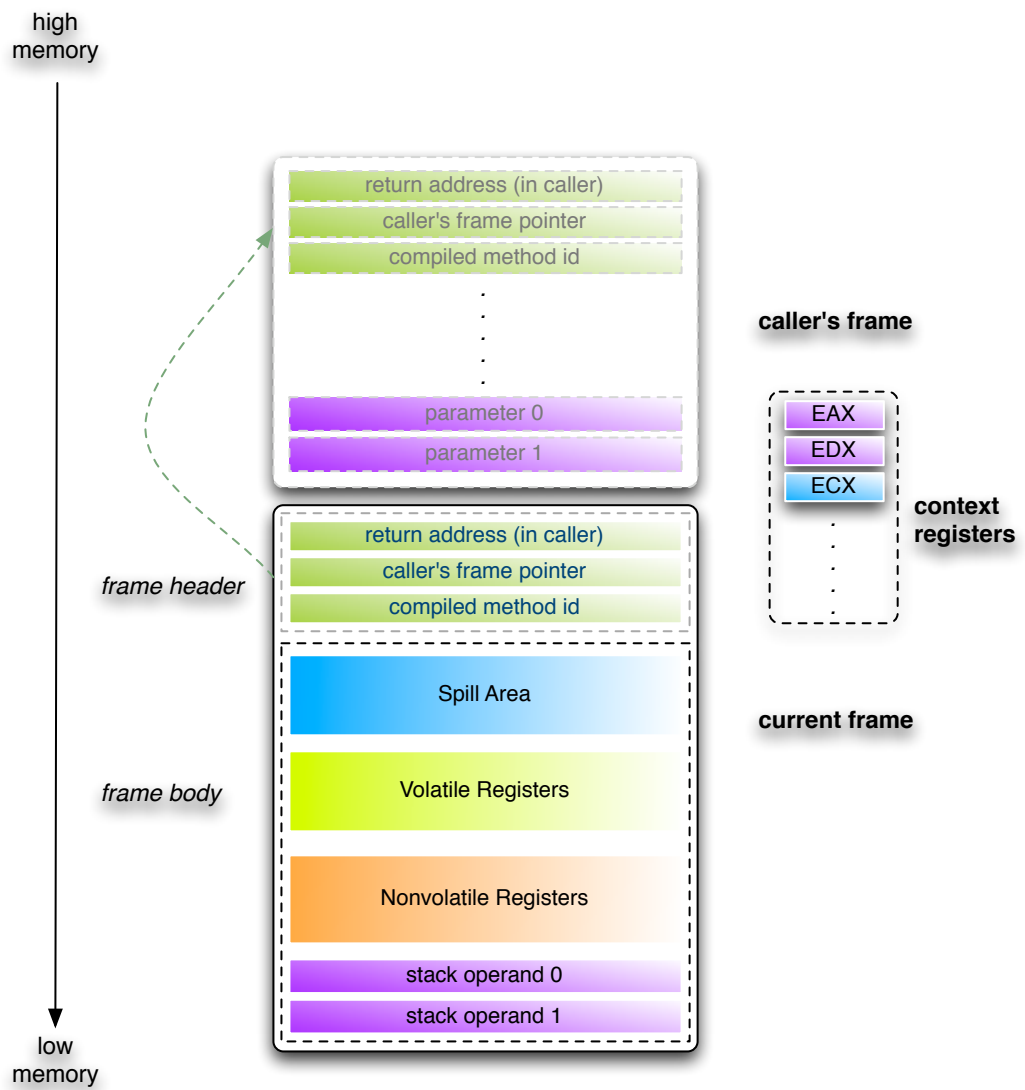 high
memory
return address (in caller)
caller's frame pointer
compiled method id
.
.
.
.
.
parameter 0
parameter 1
caller's frame
EAX
EDX
ECX
.
.
.
.
.
context
registers
return address (in caller)
caller's frame pointer
compiled method id
frame header
Spill Area
Volatile Registers
Nonvolatile Registers
stack operand 0
stack operand 1
frame body
current frame
low
memory